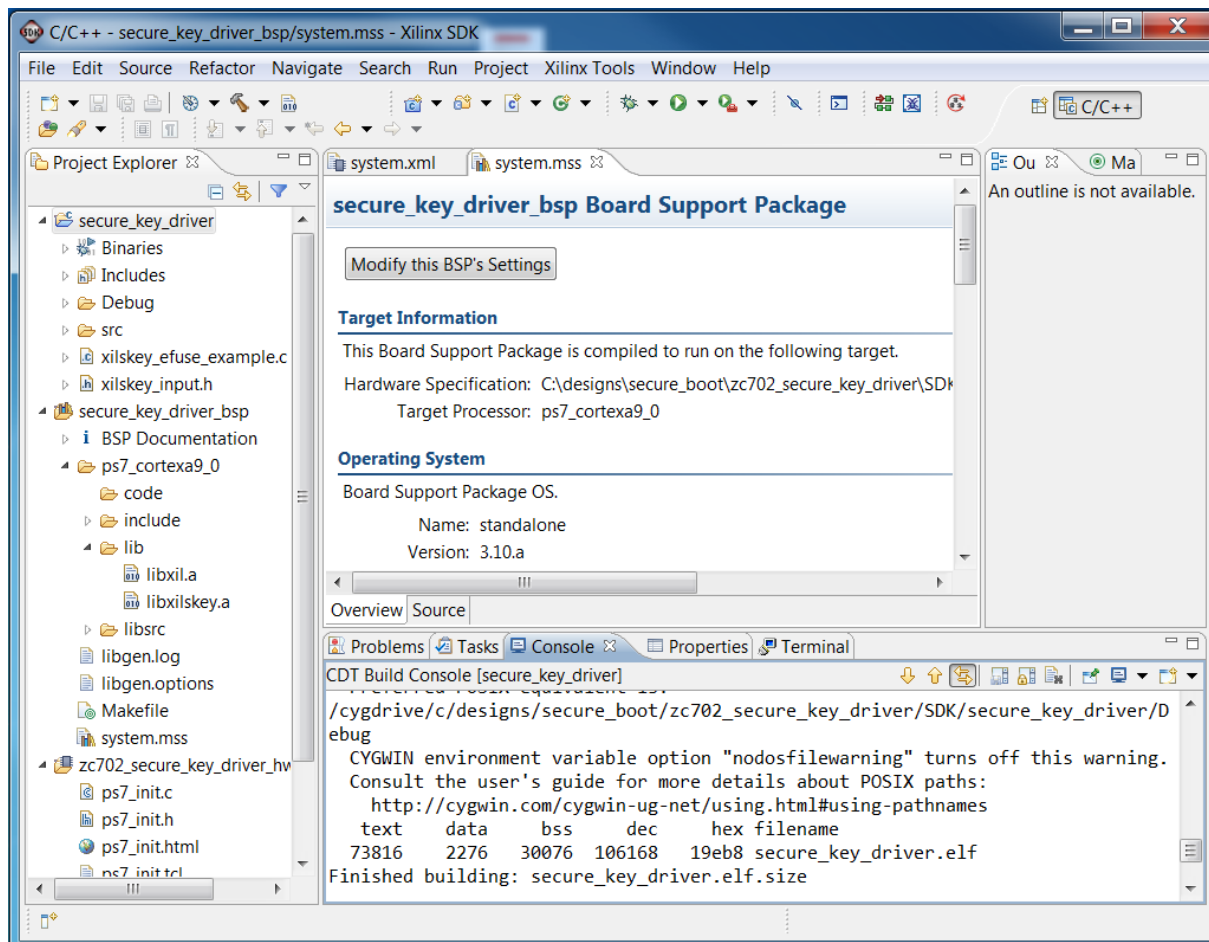 C/C++ - secure_key_driver_bsp/system.mss - Xilinx SDK
File Edit Source Refactor Navigate Search Run Project Xilinx Tools Window Help
C/C++
Project Explorer
secure_key_driver
Binaries
Includes
Debug
src
xilskey_efuse_example.c
xilskey_input.h
secure_key_driver_bsp
BSP Documentation
ps7_cortexa9_0
code
include
lib
libxil.a
libxilskey.a
libsrc
libgen.log
libgen.options
Makefile
system.mss
zc702_secure_key_driver_hw
ps7_init.c
ps7_init.h
ps7_init.html
ps7_init.tcl
system.xml system.mss
secure_key_driver_bsp Board Support Package
Modify this BSP's Settings
Target Information
This Board Support Package is compiled to run on the following target.
Hardware Specification: C:\designs\secure_boot\zc702_secure_key_driver\SDK
Target Processor: ps7_cortexa9_0
Operating System
Board Support Package OS.
Name: standalone
Version: 3.10.a
Overview Source
Ou Ma
An outline is not available.
Problems Tasks Console Properties Terminal
CDT Build Console [secure_key_driver]
Preferred POSIX equivalent is:
/cygdrive/c/designs/secure_boot/zc702_secure_key_driver/SDK/secure_key_driver/D
ebug
CYGWIN environment variable option "nodosfilewarning" turns off this warning.
Consult the user's guide for more details about POSIX paths:
http://cygwin.com/cygwin-ug-net/using.html#using-pathnames
text data bss dec hex filename
73816 2276 30076 106168 19eb8 secure_key_driver.elf
Finished building: secure_key_driver.elf.size